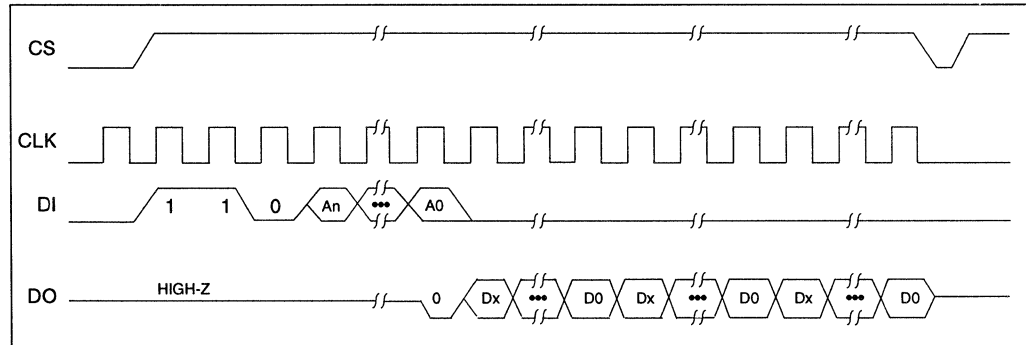 CS
CLK
DI 1 1 0 An ••• A0
HIGH-Z
DO 0 Dx ••• D0 Dx ••• D0 Dx ••• D0